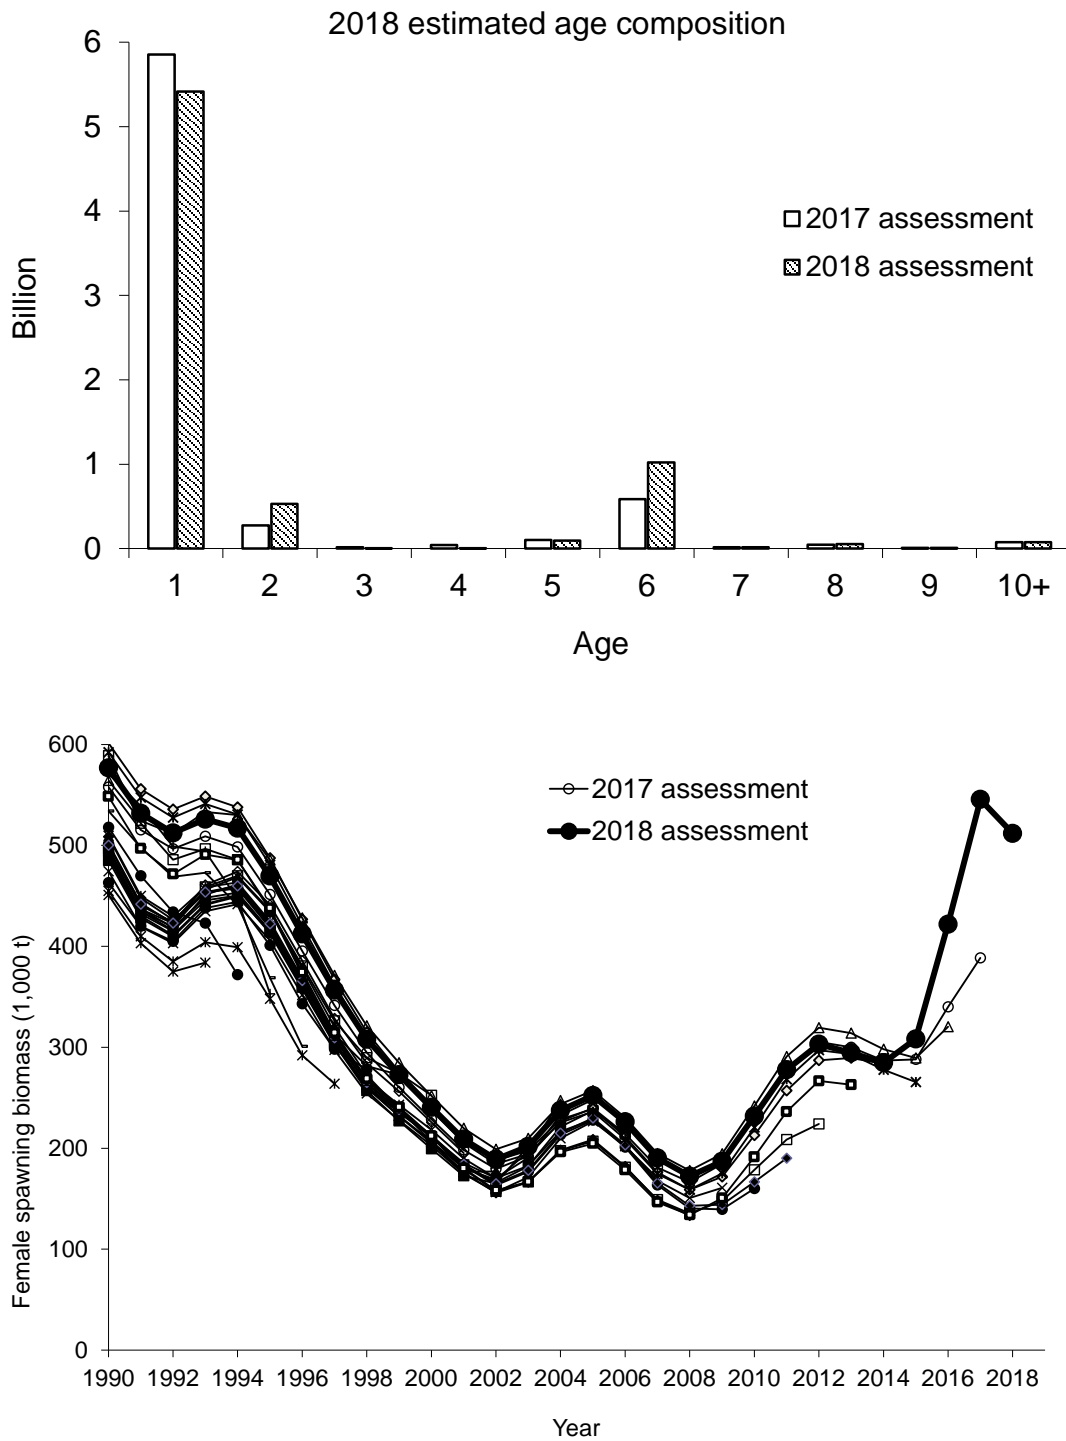 2018 estimated age composition
6
5
4
3
2
1
0
Billion
2017 assessment
2018 assessment
1 2 3 4 5 6 7 8 9 10+
Age
600
500
400
300
200
100
0
Female spawning biomass (1,000 t)
2017 assessment
2018 assessment
1990 1992 1994 1996 1998 2000 2002 2004 2006 2008 2010 2012 2014 2016 2018
Year